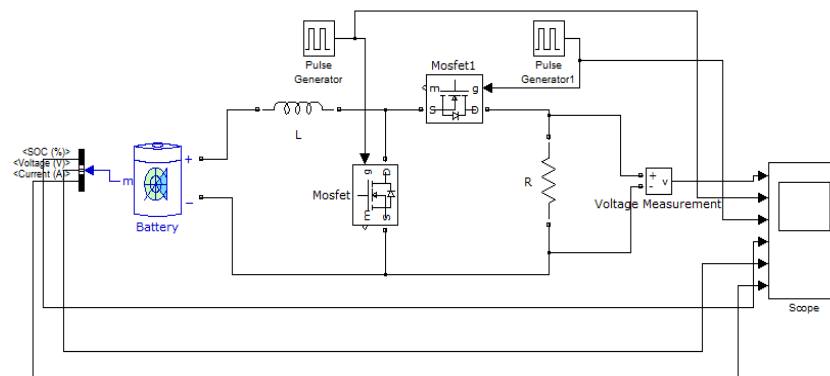 Pulse
Generator
Mosfet1
Pulse
Generator1
m
g
S
D
L
<SOC (%)>
<Voltage (V)>
<Current (A)>
m
+
−
Battery
g
D
Mosfet
m
S
R
+
-
v
Voltage Measurement
Scope